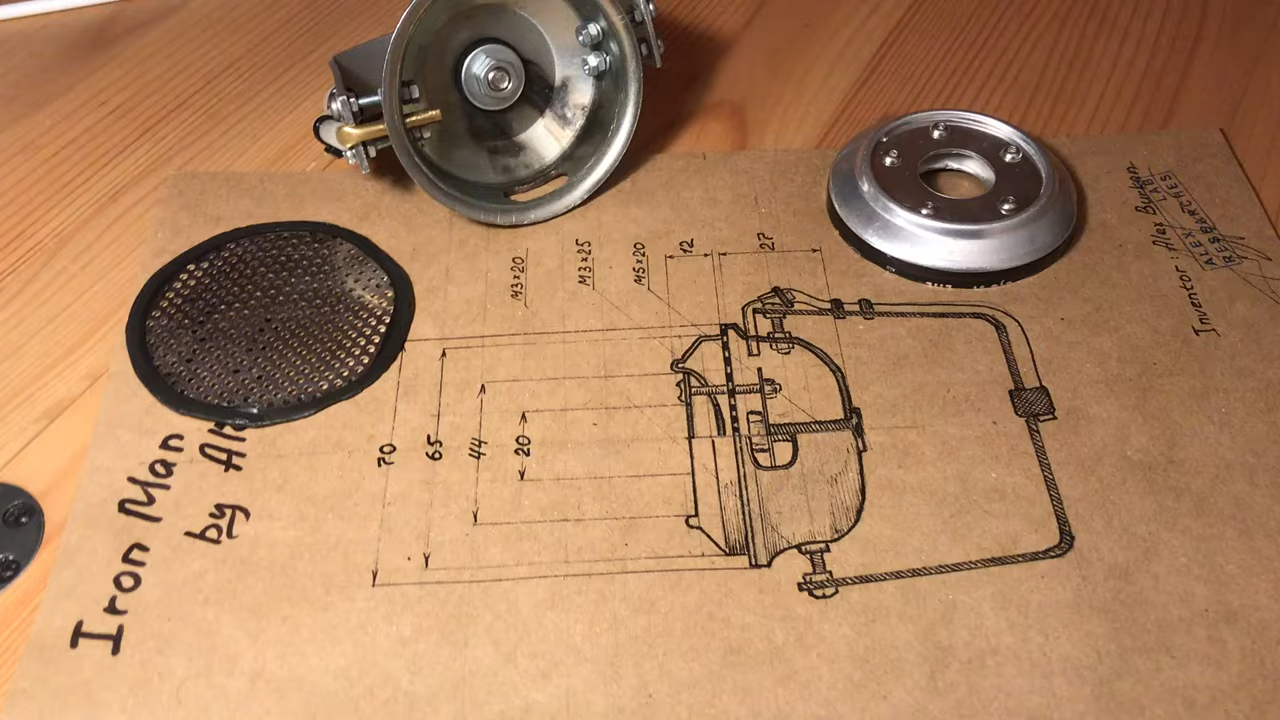 Iron Man
by Al
M3×20
M3×25
M5×20
12
27
70
65
44
20
Inventor: Alex Burkan
ALEX LAB
RESEARCHES